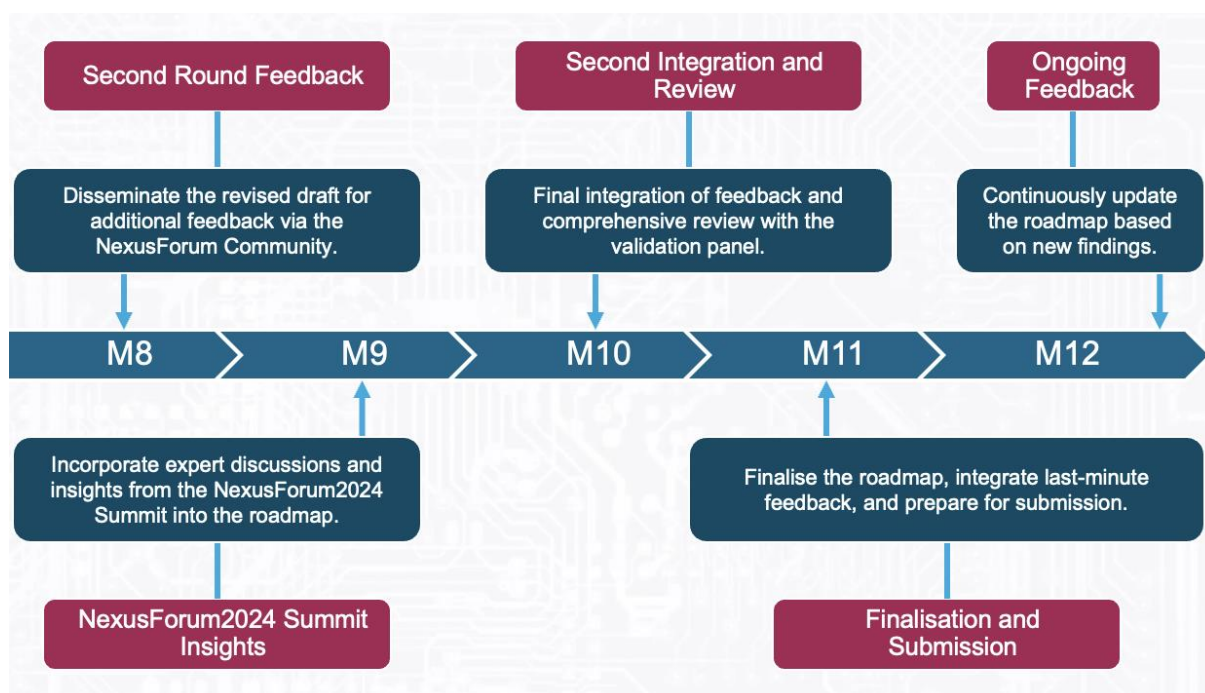 Second Round Feedback
Second Integration and
Review
Ongoing
Feedback
Disseminate the revised draft for
additional feedback via the
NexusForum Community.
Final integration of feedback and
comprehensive review with the
validation panel.
Continuously update
the roadmap based
on new findings.
M8
M9
M10
M11
M12
Incorporate expert discussions and
insights from the NexusForum2024
Summit into the roadmap.
Finalise the roadmap, integrate last-minute
feedback, and prepare for submission.
NexusForum2024 Summit
Insights
Finalisation and
Submission